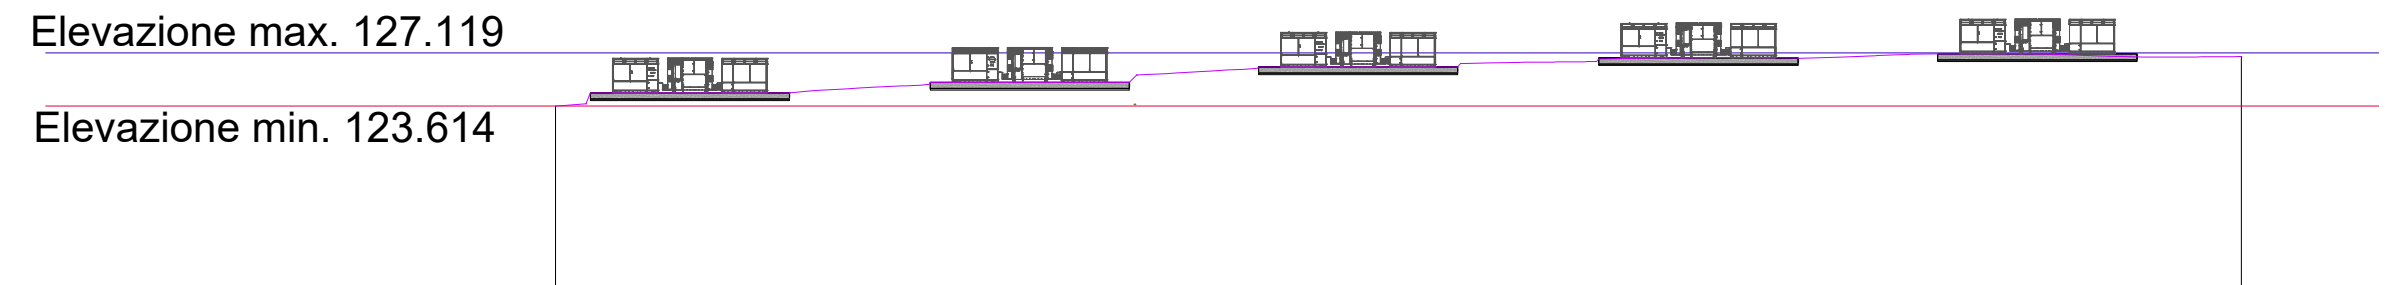 Elevazione max. 127.119
Elevazione min. 123.614